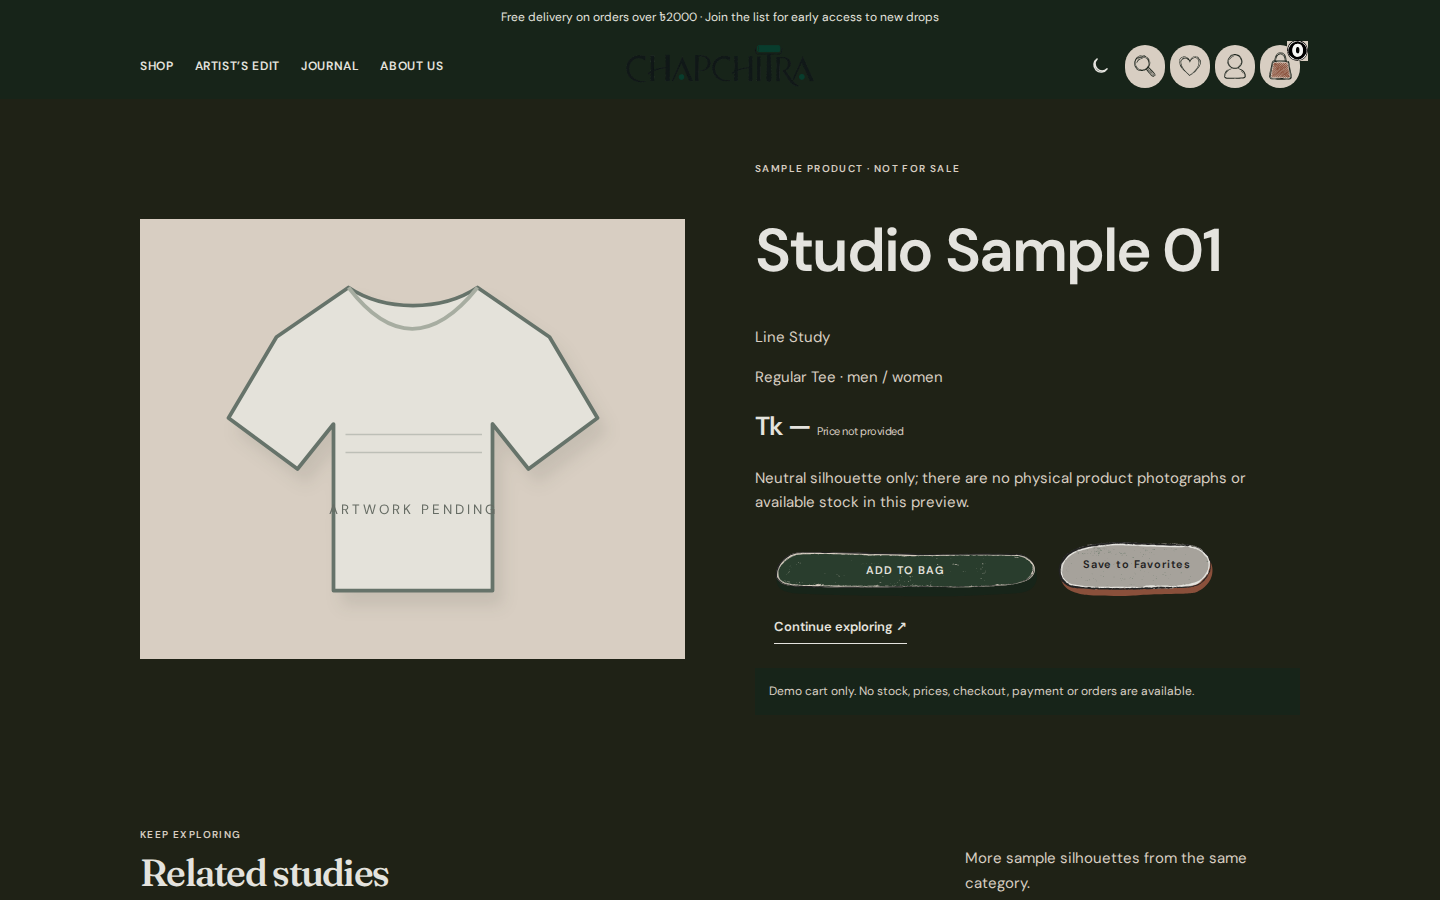 Free delivery on orders over ৳2000 · Join the list for early access to new drops
SHOP ARTIST'S EDIT JOURNAL ABOUT US
CHAPCHITRA
0
SAMPLE PRODUCT · NOT FOR SALE
Studio Sample 01
Line Study
Regular Tee · men / women
Tk — Price not provided
Neutral silhouette only; there are no physical product photographs or
available stock in this preview.
ARTWORK PENDING
ADD TO BAG
Save to Favorites
Continue exploring ↗
Demo cart only. No stock, prices, checkout, payment or orders are available.
KEEP EXPLORING
Related studies
More sample silhouettes from the same
category.